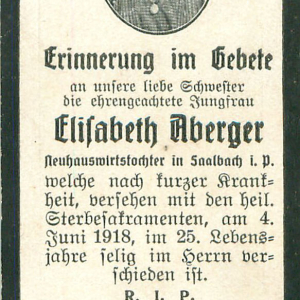 Erinnerung im Gebete
an unsere liebe Schwester
die ehrengeachtete Jungfrau
Elisabeth Aberger
Neuhauswirtstochter in Saalbach i. P.
welche nach kurzer Krank-
heit, versehen mit den heil.
Sterbesakramenten, am 4.
Juni 1918, im 25. Lebens-
jahre selig im Herrn ver-
schieden ist.
R. I. P.